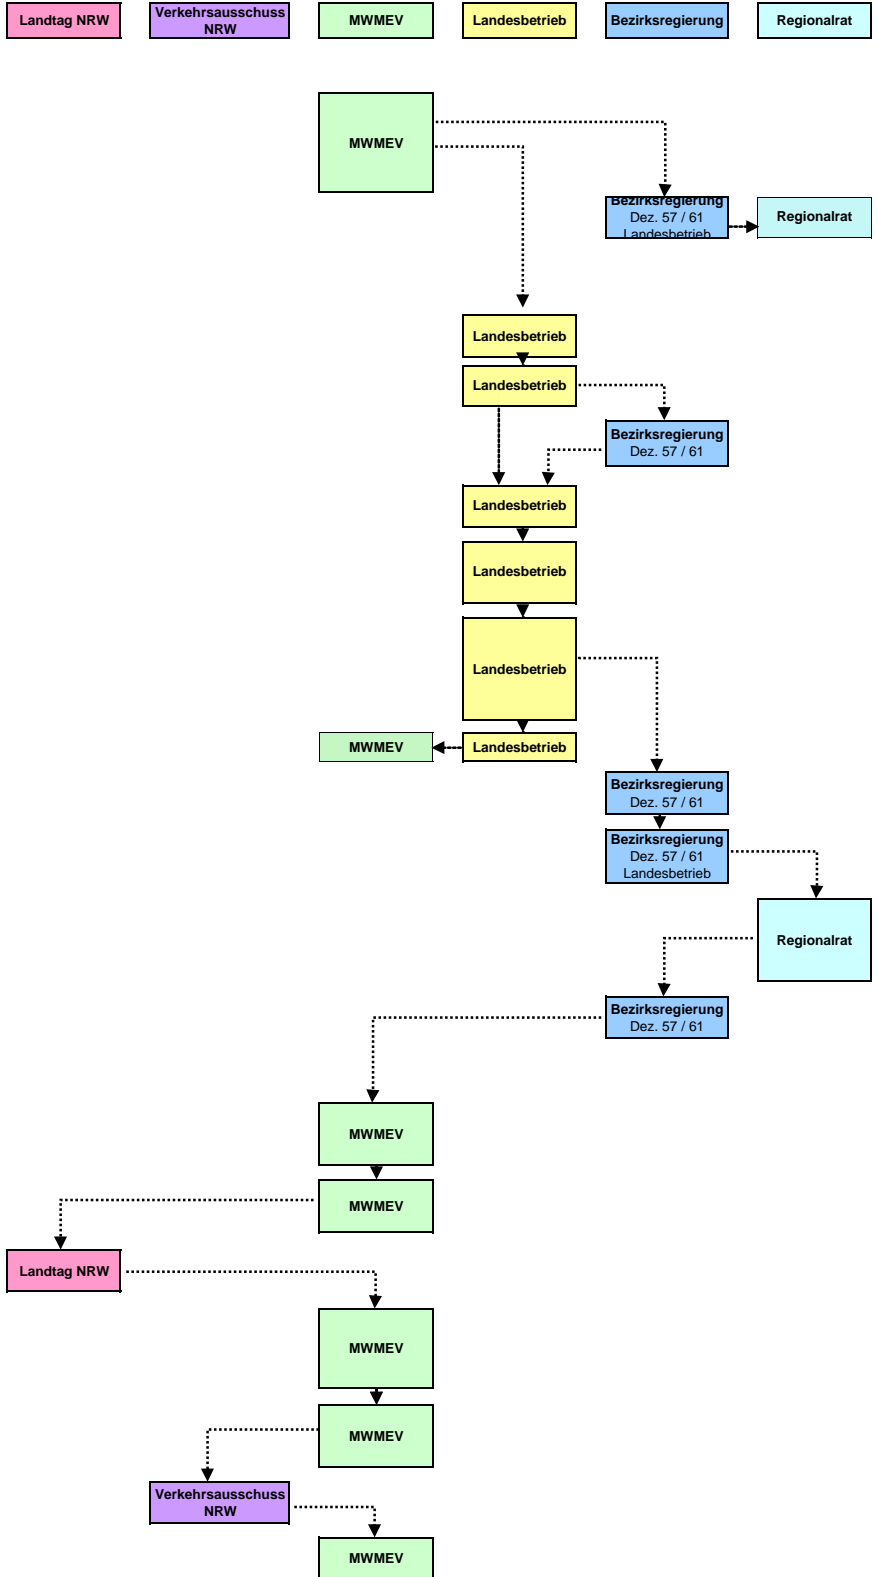 Landtag NRW
Verkehrsausschuss
NRW
MWMEV
Landesbetrieb
Bezirksregierung
Regionalrat
MWMEV
Bezirksregierung
Dez. 57 / 61
Landesbetrieb
Regionalrat
Landesbetrieb
Landesbetrieb
Bezirksregierung
Dez. 57 / 61
Landesbetrieb
Landesbetrieb
Landesbetrieb
MWMEV
Landesbetrieb
Bezirksregierung
Dez. 57 / 61
Bezirksregierung
Dez. 57 / 61
Landesbetrieb
Regionalrat
Bezirksregierung
Dez. 57 / 61
MWMEV
MWMEV
Landtag NRW
MWMEV
MWMEV
Verkehrsausschuss
NRW
MWMEV